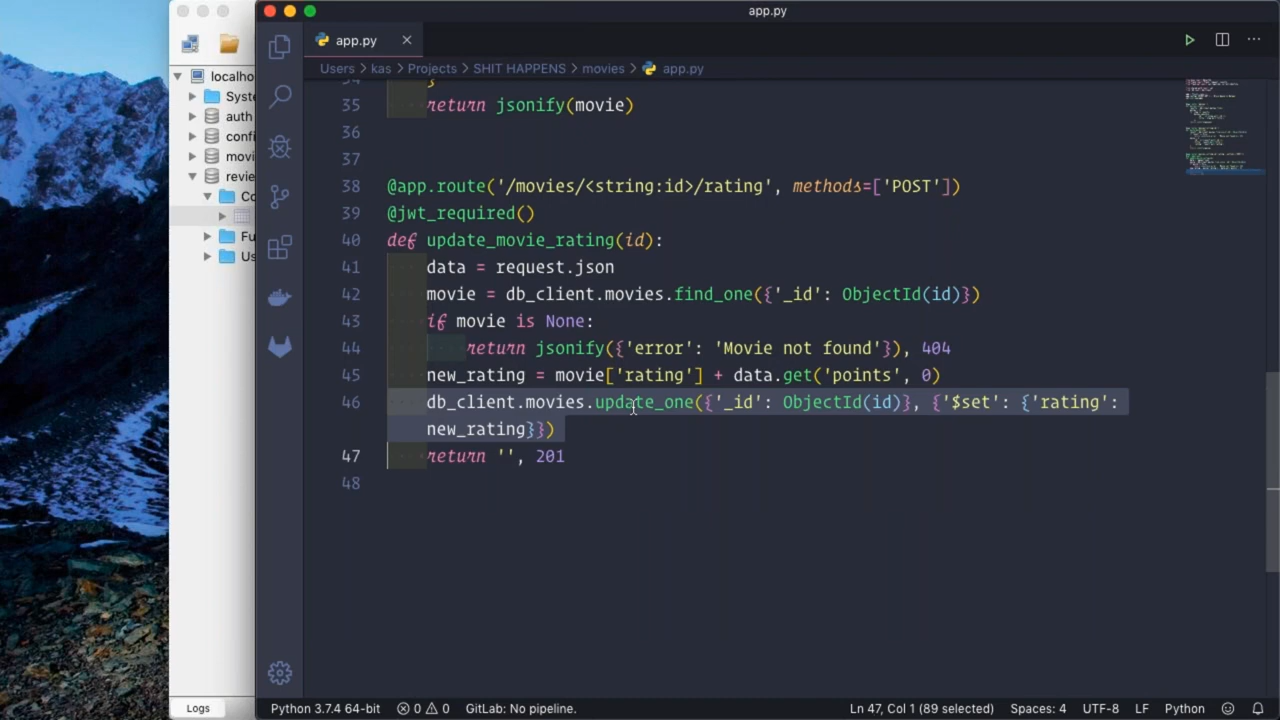 app.py
app.py
Users > kas > Projects > SHIT HAPPENS > movies > app.py
localho
Syst
auth
confi
movi
revie
Co
Fu
Us
35 return jsonify(movie)
36
37
38 @app.route('/movies/<string:id>/rating', methods=['POST'])
39 @jwt_required()
40 def update_movie_rating(id):
41 data = request.json
42 movie = db_client.movies.find_one({'_id': ObjectId(id)})
43 if movie is None:
44 return jsonify({'error': 'Movie not found'}), 404
45 new_rating = movie['rating'] + data.get('points', 0)
46 db_client.movies.update_one({'_id': ObjectId(id)}, {'$set': {'rating':
new_rating}})
47 return '', 201
48
Logs
Python 3.7.4 64-bit 0 0 GitLab: No pipeline. Ln 47, Col 1 (89 selected) Spaces: 4 UTF-8 LF Python